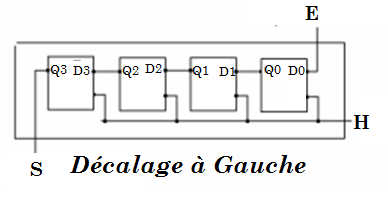 E
Q3 D3 Q2 D2 Q1 D1 Q0 D0
H
S Décalage à Gauche